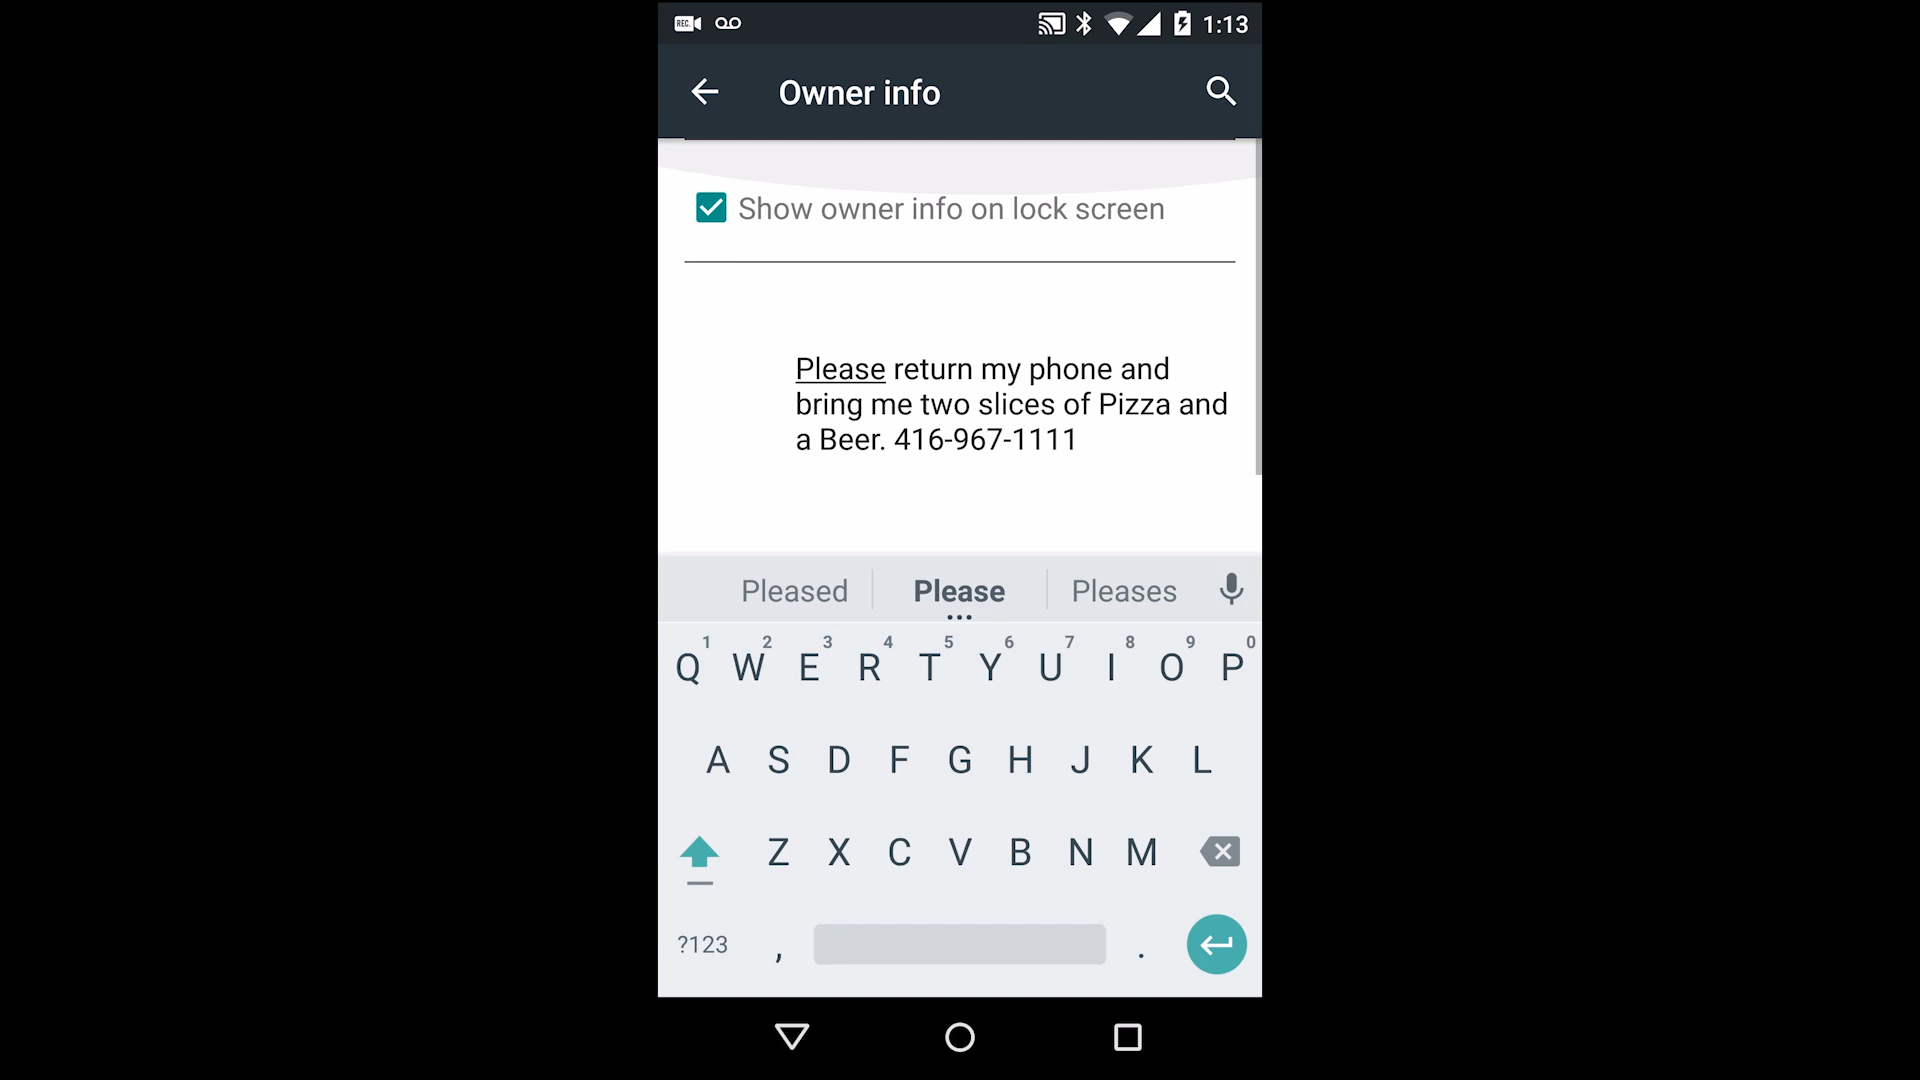 REC.
1:13
Owner info
Show owner info on lock screen
Please return my phone and
bring me two slices of Pizza and
a Beer. 416-967-1111
Pleased Please Pleases
1 2 3 4 5 6 7 8 9 0
Q W E R T Y U I O P
A S D F G H J K L
Z X C V B N M
?123 , .